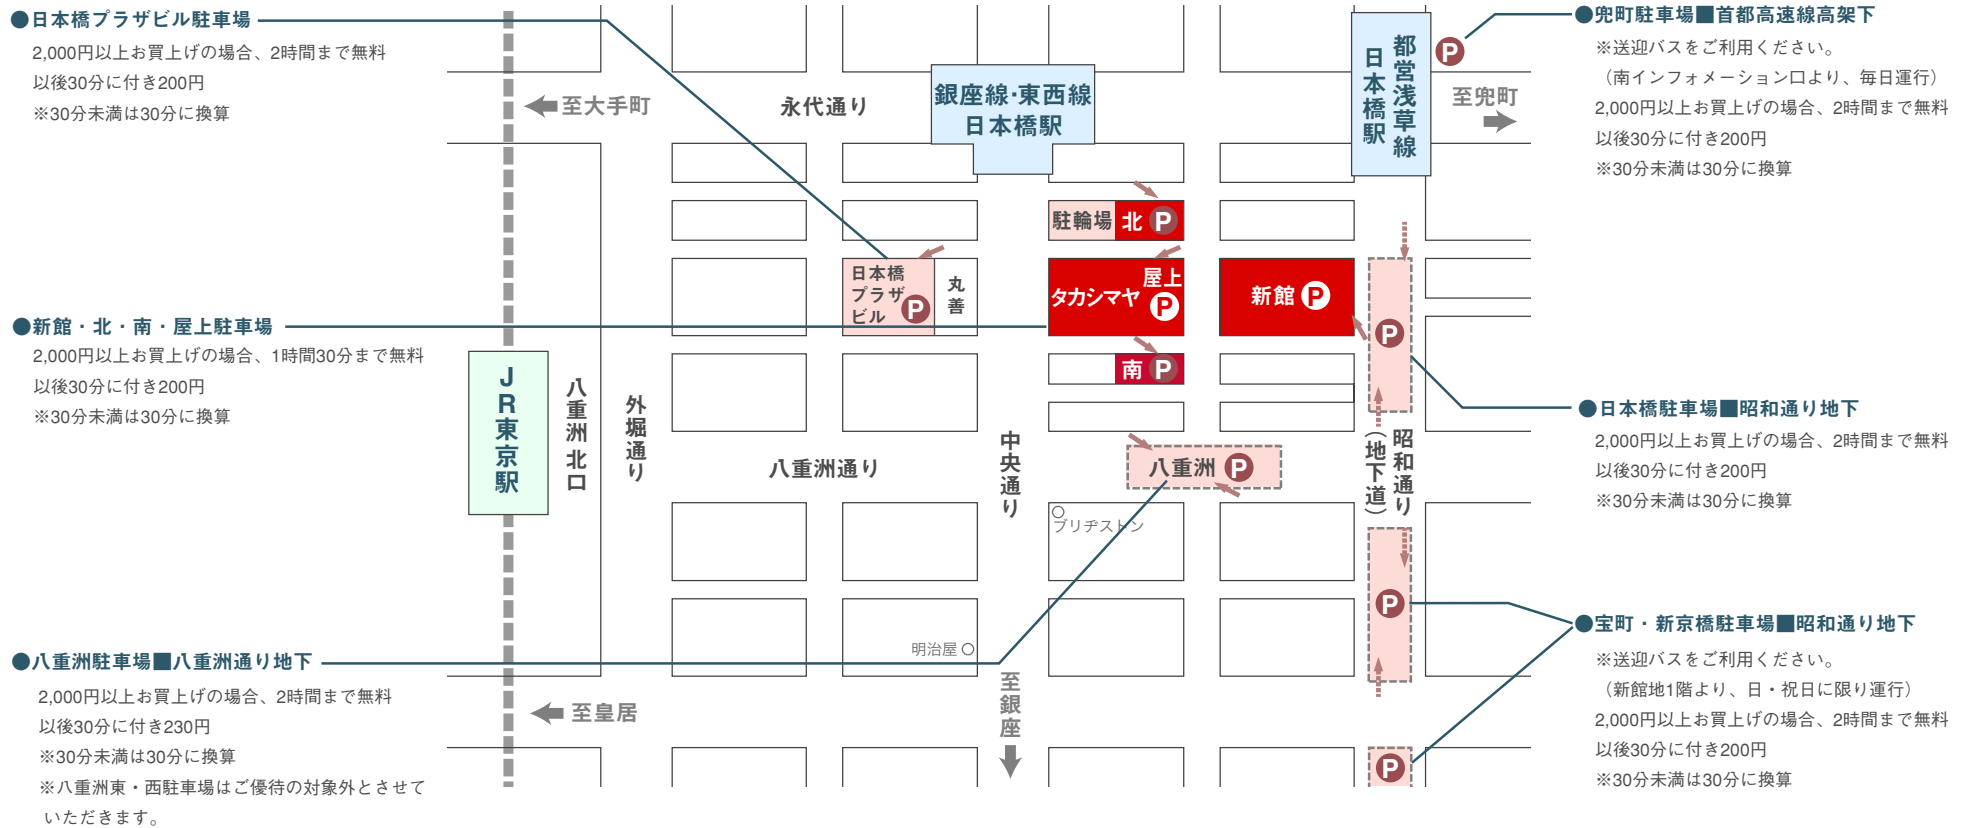 ●日本橋プラザビル駐車場
2,000円以上お買上げの場合、2時間まで無料
以後30分に付き200円
※30分未満は30分に換算
●新館・北・南・屋上駐車場
2,000円以上お買上げの場合、1時間30分まで無料
以後30分に付き200円
※30分未満は30分に換算
●八重洲駐車場■八重洲通り地下
2,000円以上お買上げの場合、2時間まで無料
以後30分に付き230円
※30分未満は30分に換算
※八重洲東・西駐車場はご優待の対象外とさせて
いただきます。
至大手町
永代通り
銀座線·東西線
日本橋駅
都営浅草線
日本橋駅
P
至兜町
駐輪場
北 P
日本橋
プラザ
ビル
P
丸善
タカシマヤ
屋上
P
新館 P
P
南 P
JR東京駅
八重洲北口
外堀通り
八重洲通り
中央通り
八重洲 P
昭和通り
(地下道)
ブリヂストン
P
明治屋
至銀座
至皇居
P
●兜町駐車場■首都高速線高架下
※送迎バスをご利用ください。
（南インフォメーション口より、毎日運行）
2,000円以上お買上げの場合、2時間まで無料
以後30分に付き200円
※30分未満は30分に換算
●日本橋駐車場■昭和通り地下
2,000円以上お買上げの場合、2時間まで無料
以後30分に付き200円
※30分未満は30分に換算
●宝町・新京橋駐車場■昭和通り地下
※送迎バスをご利用ください。
（新館地1階より、日・祝日に限り運行）
2,000円以上お買上げの場合、2時間まで無料
以後30分に付き200円
※30分未満は30分に換算